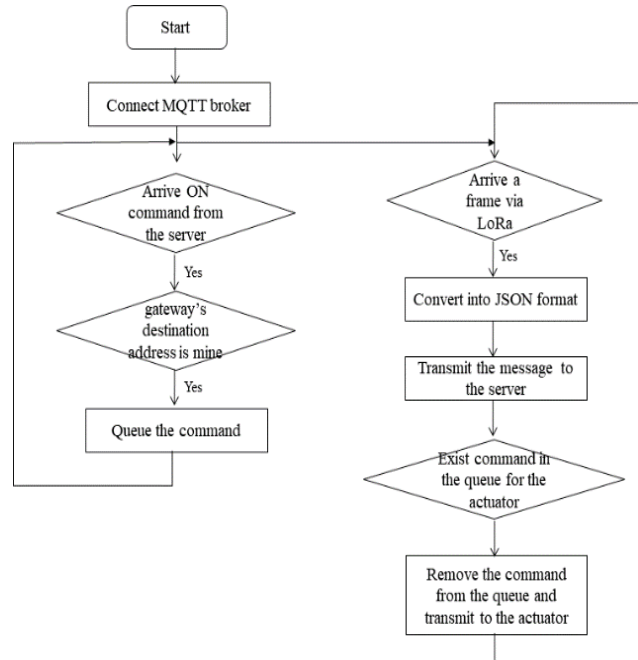 Start
Connect MQTT broker
Arrive ON
command from
the server
Yes
gateway's
destination
address is mine
Yes
Queue the command
Arrive a
frame via
LoRa
Yes
Convert into JSON format
Transmit the message to
the server
Exist command in
the queue for the
actuator
Remove the command
from the queue and
transmit to the actuator